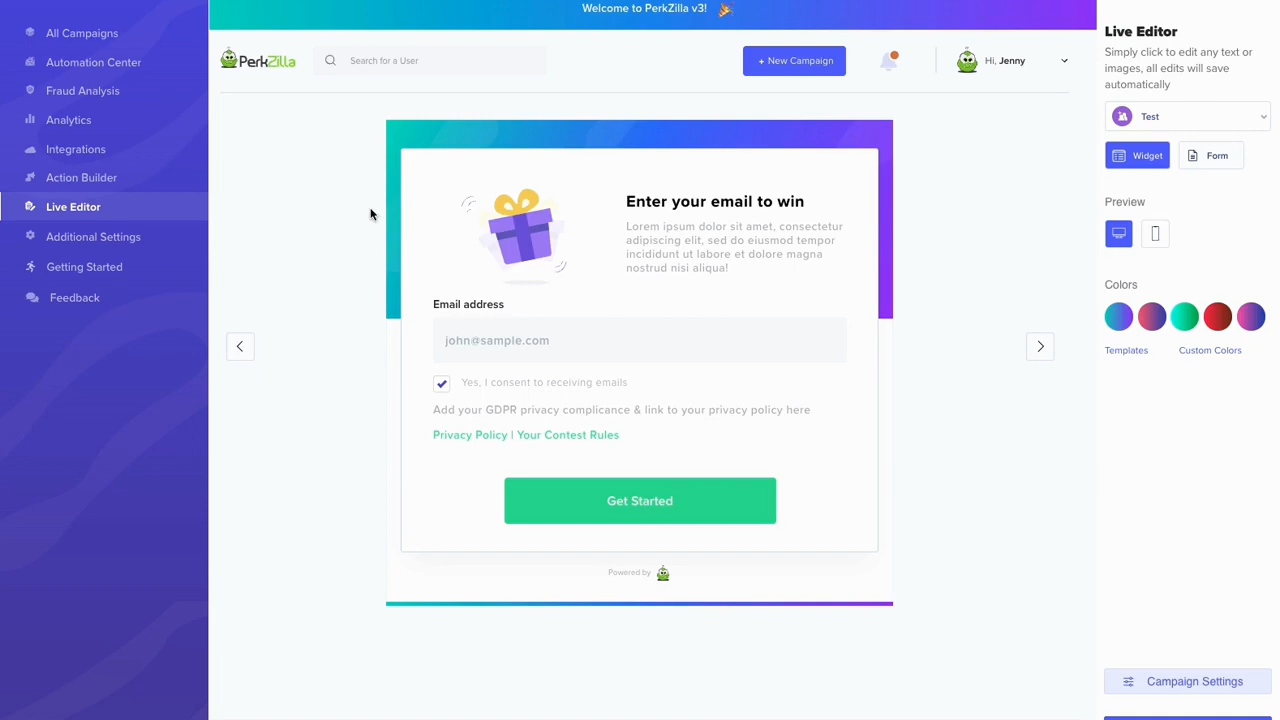 Welcome to PerkZilla v3!
All Campaigns
Automation Center
Fraud Analysis
Analytics
Integrations
Action Builder
Live Editor
Additional Settings
Getting Started
Feedback
PerkZilla
Search for a User
+ New Campaign
Hi, Jenny
Enter your email to win
Lorem ipsum dolor sit amet, consectetur
adipiscing elit, sed do eiusmod tempor
incididunt ut labore et dolore magna
nostrud nisi aliqua!
Email address
john@sample.com
Yes, I consent to receiving emails
Add your GDPR privacy complicance & link to your privacy policy here
Privacy Policy | Your Contest Rules
Get Started
Powered by
Live Editor
Simply click to edit any text or
images, all edits will save
automatically
Test
Widget
Form
Preview
Colors
Templates
Custom Colors
Campaign Settings